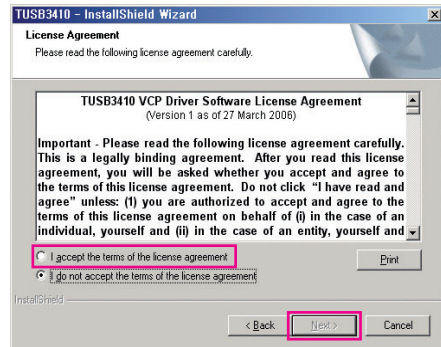 TUSB3410 - InstallShield Wizard
License Agreement
Please read the following license agreement carefully.
TUSB3410 VCP Driver Software License Agreement
(Version 1 as of 27 March 2006)
Important - Please read the following license agreement carefully.
This is a legally binding agreement. After you read this license
agreement, you will be asked whether you accept and agree to
the terms of this license agreement. Do not click “I have read and
agree” unless: (1) you are authorized to accept and agree to the
terms of this license agreement on behalf of (i) in the case of an
individual, yourself and (ii) in the case of an entity, yourself and
I accept the terms of the license agreement
Print
I do not accept the terms of the license agreement
InstallShield
< Back
Next >
Cancel